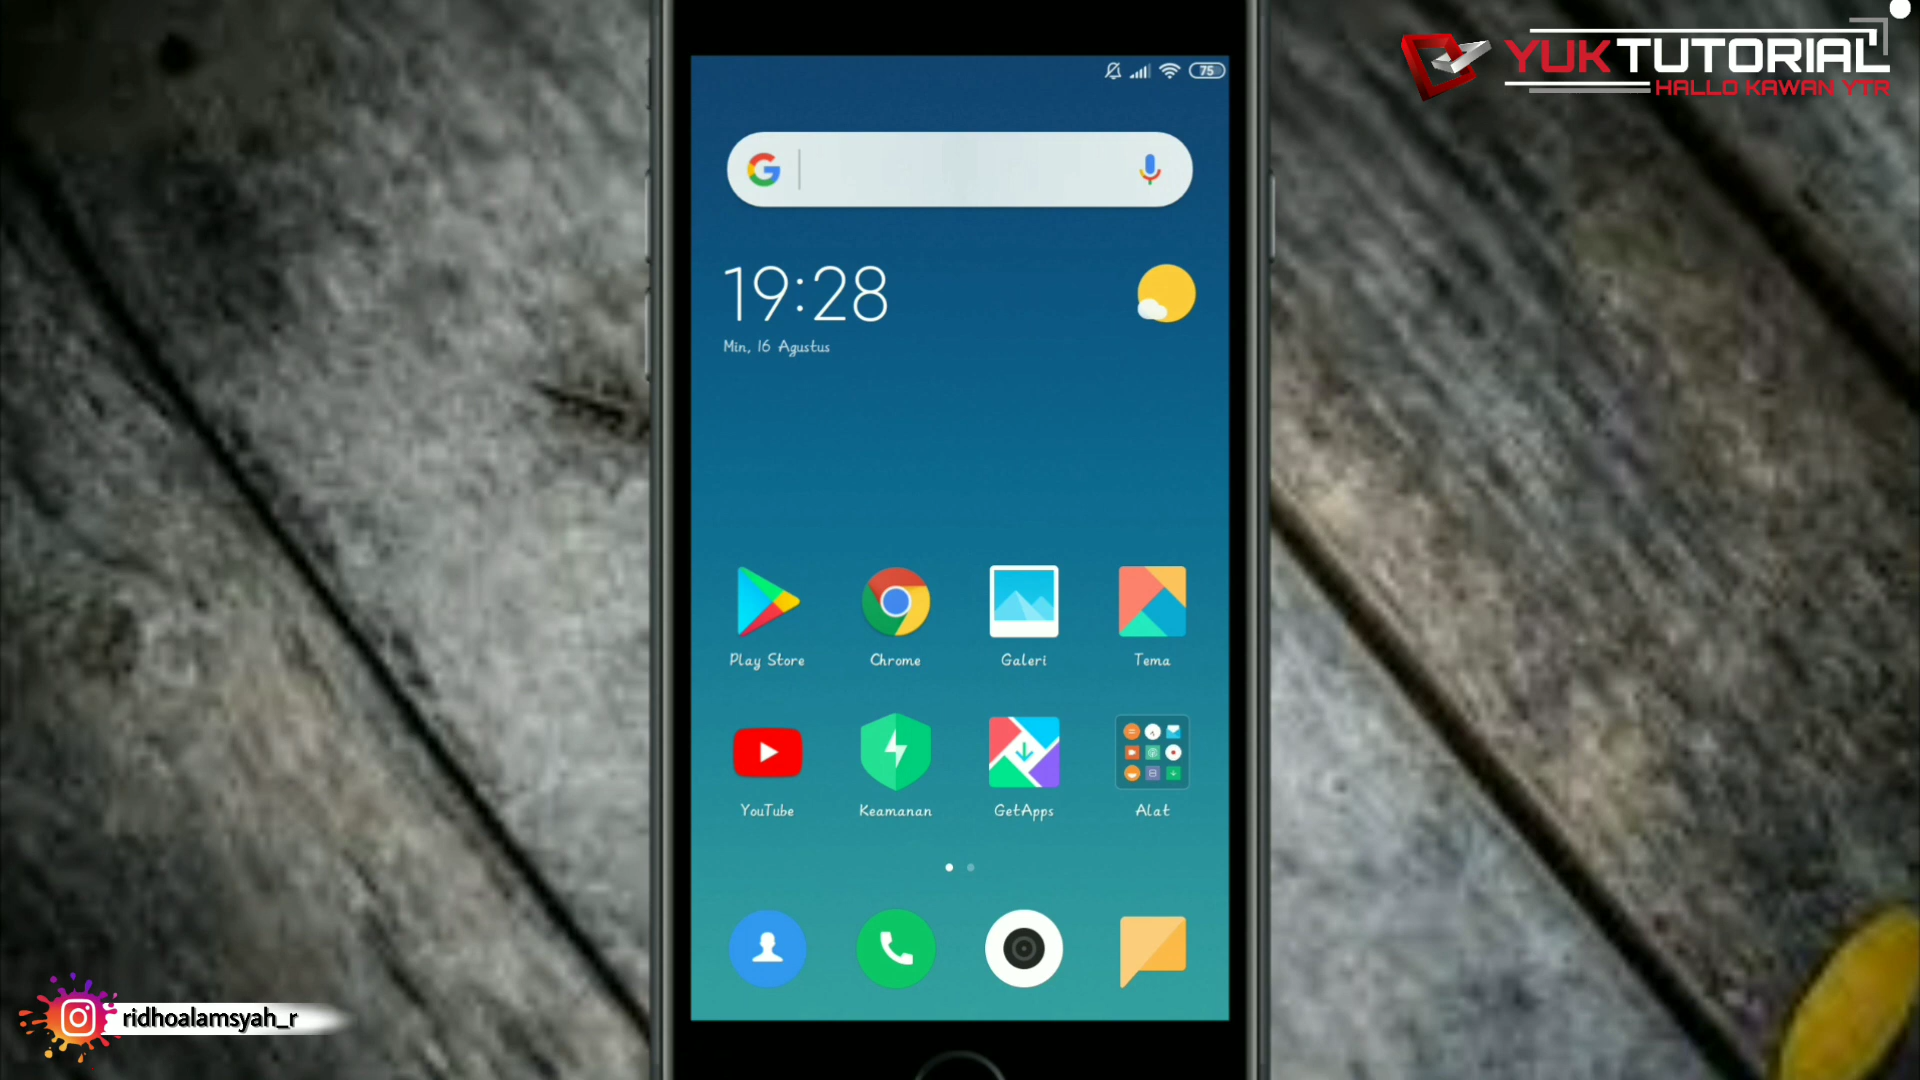 YUKTUTORIAL
HALLO KAWAN YTR
75
G
19:28
Min, 16 Agustus
Play Store
Chrome
Galeri
Tema
YouTube
Keamanan
GetApps
Alat
ridhoalamsyah_r